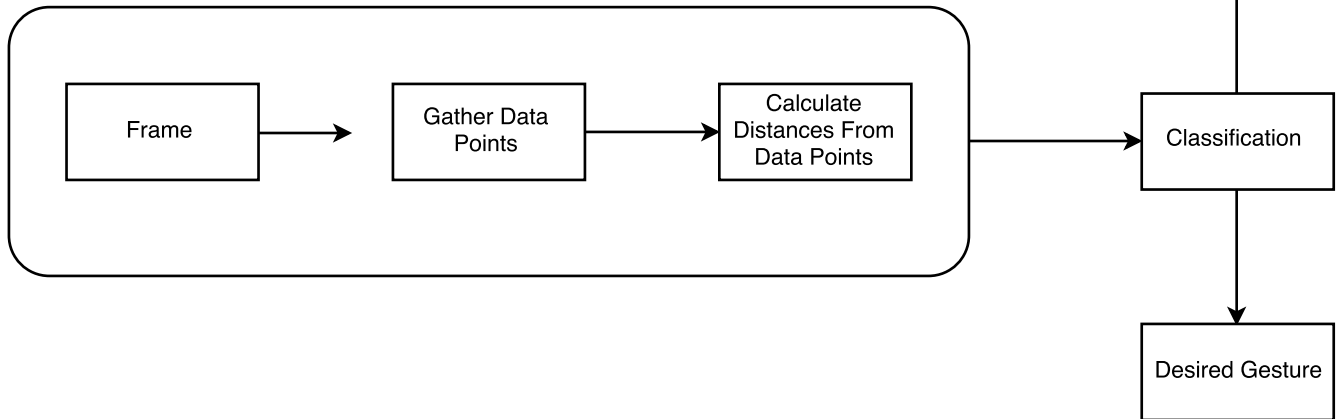 Frame
Gather Data
Points
Calculate
Distances From
Data Points
Classification
Desired Gesture